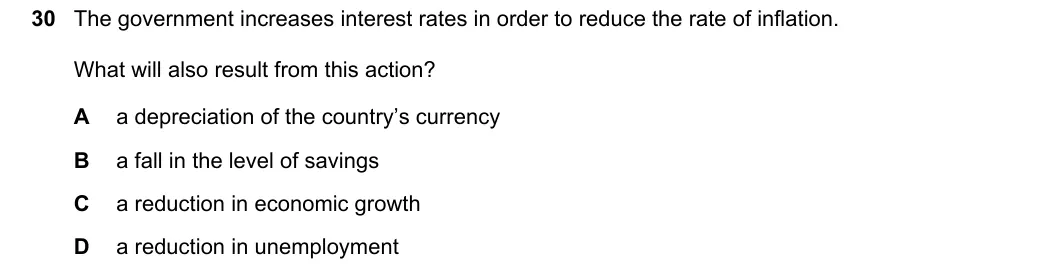 30 The government increases interest rates in order to reduce the rate of inflation.
What will also result from this action?
A a depreciation of the country’s currency
B a fall in the level of savings
C a reduction in economic growth
D a reduction in unemployment